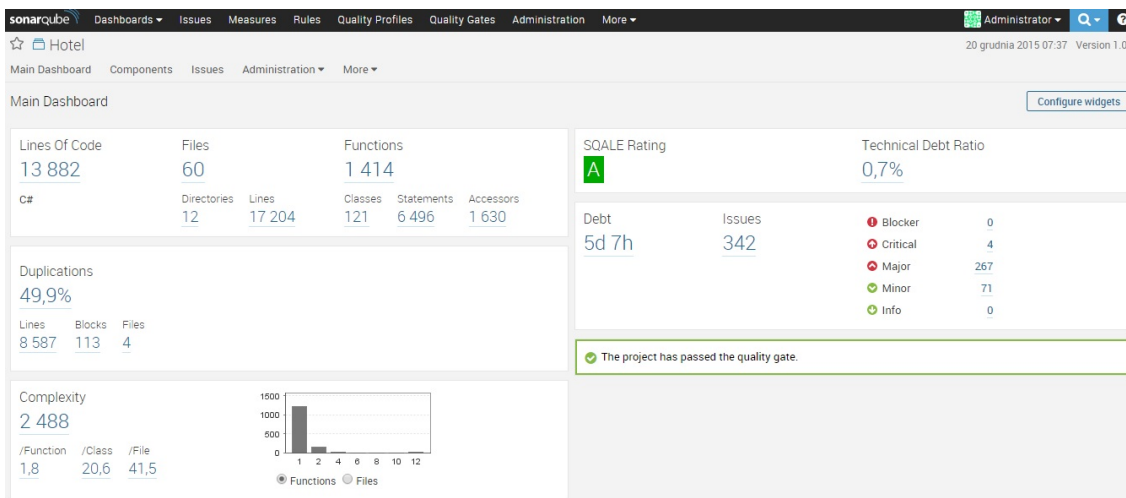 sonarqube Dashboards Issues Measures Rules Quality Profiles Quality Gates Administration More Administrator
Hotel
20 grudnia 2015 07:37 Version 1.0
Main Dashboard Components Issues Administration More
Main Dashboard
Configure widgets
Lines Of Code Files Functions
13 882 60 1 414
C# Directories Lines Classes Statements Accessors
12 17 204 121 6 496 1 630
Duplications
49,9%
Lines Blocks Files
8 587 113 4
Complexity
2 488
/Function /Class /File
1,8 20,6 41,5
1500
1000
500
0
1 2 4 6 8 10 12
Functions Files
SQALE Rating Technical Debt Ratio
A 0,7%
Debt Issues
5d 7h 342
Blocker 0
Critical 4
Major 267
Minor 71
Info 0
The project has passed the quality gate.